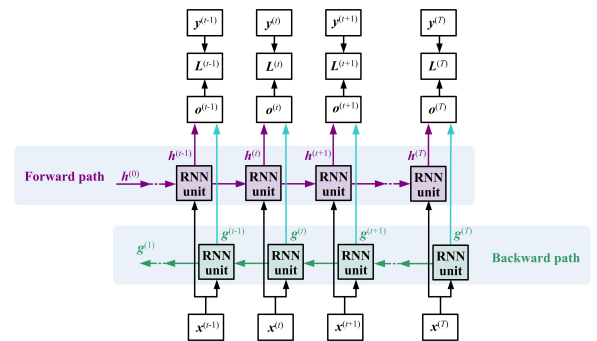 y(t-1) y(t) y(t+1) y(T)
L(t-1) L(t) L(t+1) L(T)
o(t-1) o(t) o(t+1) o(T)
h(t-1) h(t) h(t+1) h(T)
Forward path h(0) RNN unit RNN unit RNN unit RNN unit
g(t-1) g(t) g(t+1) g(T)
g(1) RNN unit RNN unit RNN unit RNN unit Backward path
x(t-1) x(t) x(t+1) x(T)